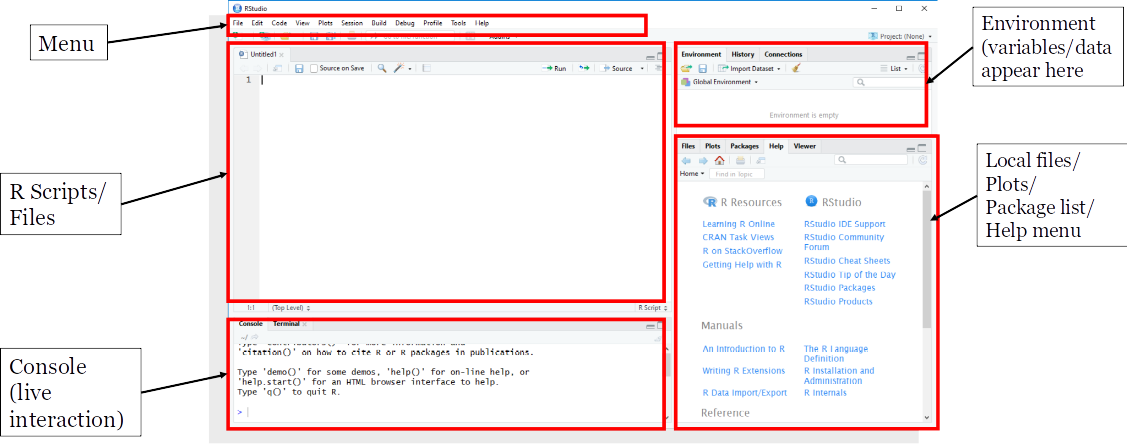 RStudio
File Edit Code View Plots Session Build Debug Profile Tools Help
Project: (None)
Menu
Environment
(variables/data
appear here
Untitled1
Source on Save
Run
Source
1
Environment History Connections
Import Dataset
List
Global Environment
Environment is empty
R Scripts/
Files
Files Plots Packages Help Viewer
Home
Find in Topic
R Resources
Learning R Online
CRAN Task Views
R on StackOverflow
Getting Help with R
RStudio
RStudio IDE Support
RStudio Community
Forum
RStudio Cheat Sheets
RStudio Tip of the Day
RStudio Packages
RStudio Products
Manuals
An Introduction to R
Writing R Extensions
R Data Import/Export
The R Language
Definition
R Installation and
Administration
R Internals
Reference
Local files/
Plots/
Package list/
Help menu
1:1 (Top Level) R Script
Console Terminal
~/
'citation()' on how to cite R or R packages in publications.
Type 'demo()' for some demos, 'help()' for on-line help, or
'help.start()' for an HTML browser interface to help.
Type 'q()' to quit R.
>
Console
(live
interaction)